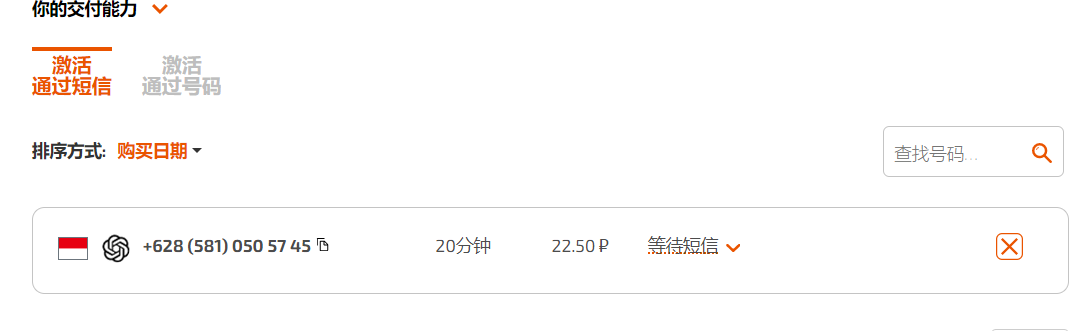 你的交付能力
激活
通过短信
激活
通过号码
排序方式: 购买日期
查找号码...
+628 (581) 050 57 45 20分钟 22.50 ₽ 等待短信